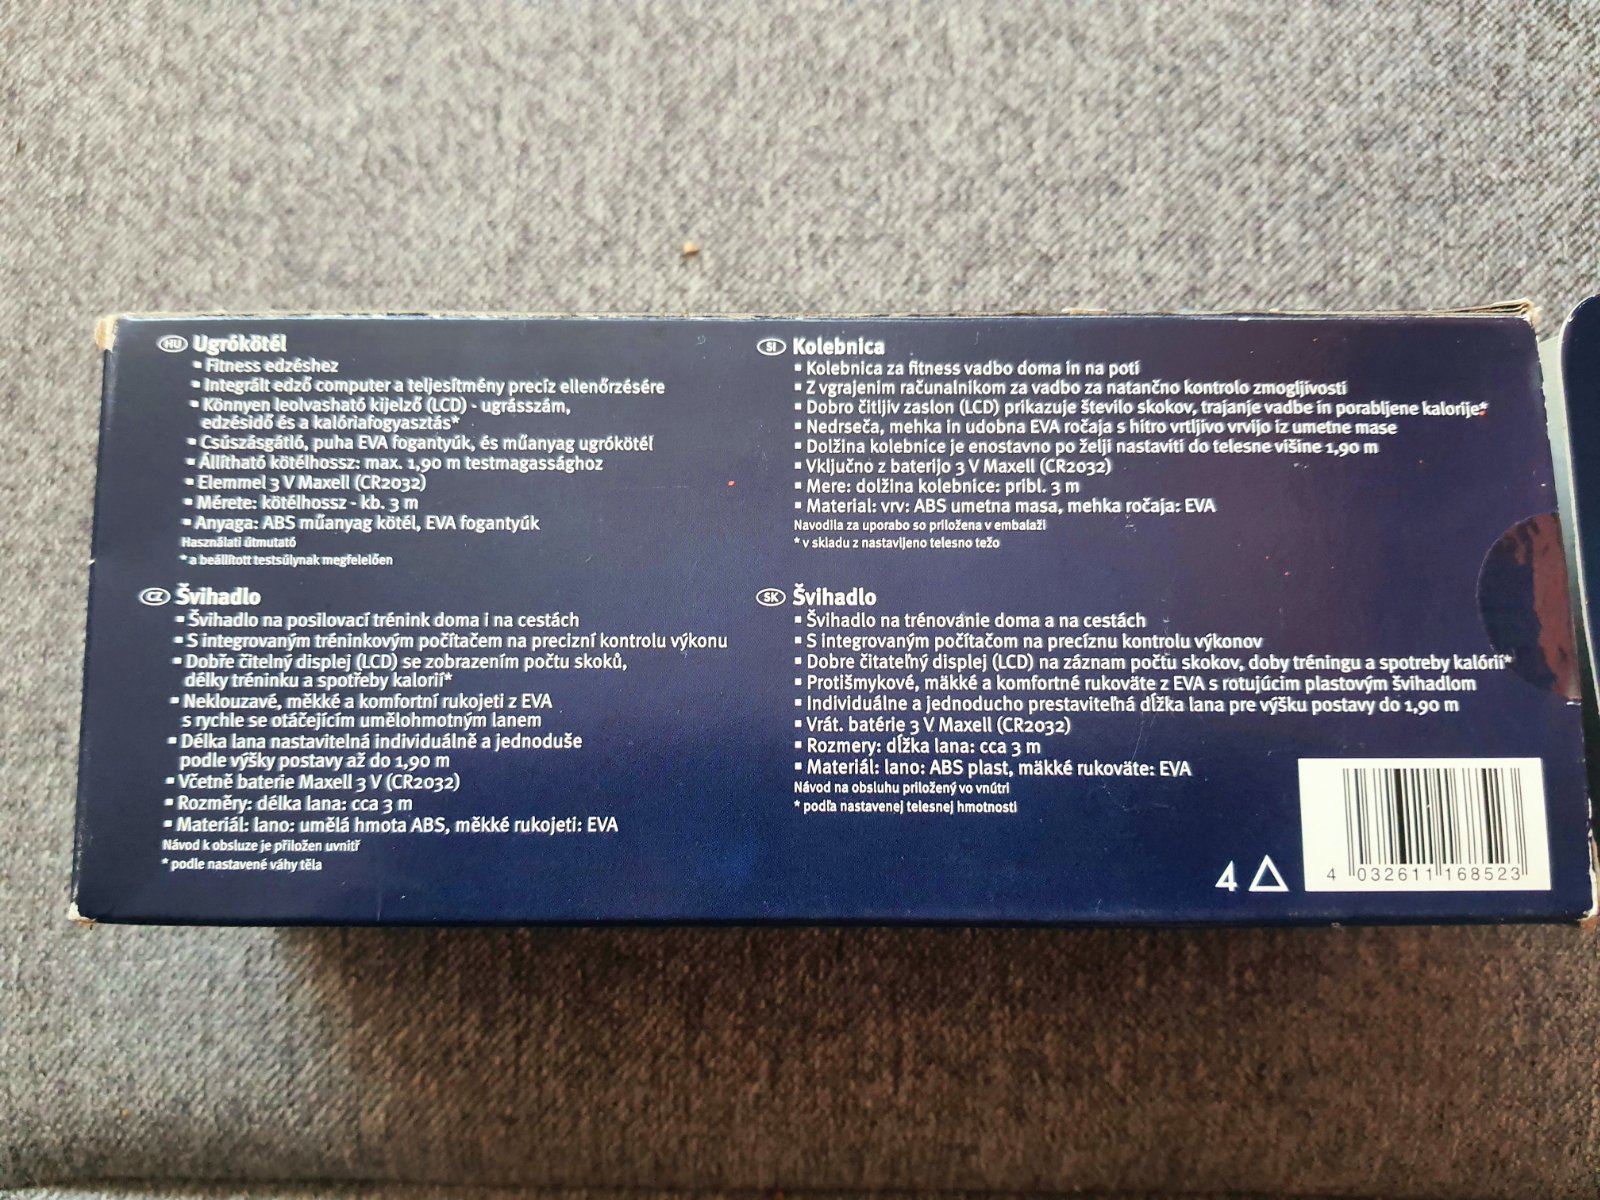 HU Ugrókötél
▪ Fitness edzéshez
▪ Integrált edző computer a teljesítmény precíz ellenőrzésére
▪ Könnyen leolvasható kijelző (LCD) - ugrásszám,
edzésidő és a kalóriafogyasztás*
▪ Csúszásgátló, puha EVA fogantyúk, és műanyag ugrókötél
▪ Állítható kötélhossz: max. 1,90 m testmagassághoz
▪ Elemmel 3 V Maxell (CR2032)
▪ Mérete: kötélhossz - kb. 3 m
▪ Anyaga: ABS műanyag kötél, EVA fogantyúk
Használati útmutató
* a beállított testsúlynak megfelelően
CZ Švihadlo
▪ Švihadlo na posilovací trénink doma i na cestách
▪ S integrovaným tréninkovým počítačem na precizní kontrolu výkonu
▪ Dobře čitelný displej (LCD) se zobrazením počtu skoků,
délky tréninku a spotřeby kalorií*
▪ Neklouzavé, měkké a komfortní rukojeti z EVA
s rychle se otáčejícím umělohmotným lanem
▪ Délka lana nastavitelná individuálně a jednoduše
podle výšky postavy až do 1,90 m
▪ Včetně baterie Maxell 3 V (CR2032)
▪ Rozměry: délka lana: cca 3 m
▪ Materiál: lano: umělá hmota ABS, měkké rukojeti: EVA
Návod k obsluze je přiložen uvnitř
* podle nastavené váhy těla
SI Kolebnica
▪ Kolebnica za fitness vadbo doma in na poti
▪ Z vgrajenim računalnikom za vadbo za natančno kontrolo zmogljivosti
▪ Dobro čitljiv zaslon (LCD) prikazuje število skokov, trajanje vadbe in porabljene kalorije*
▪ Nedrseča, mehka in udobna EVA ročaja s hitro vrtljivo vrvijo iz umetne mase
▪ Dolžina kolebnice je enostavno po želji nastaviti do telesne višine 1,90 m
▪ Vključno z baterijo 3 V Maxell (CR2032)
▪ Mere: dolžina kolebnice: pribl. 3 m
▪ Material: vrv: ABS umetna masa, mehka ročaja: EVA
Navodila za uporabo so priložena v embalaži
* v skladu z nastavljeno telesno težo
SK Švihadlo
▪ Švihadlo na trénovanie doma a na cestách
▪ S integrovaným počítačom na precíznu kontrolu výkonov
▪ Dobre čitateľný displej (LCD) na záznam počtu skokov, doby tréningu a spotreby kalórií*
▪ Protišmykové, mäkké a komfortné rukoväte z EVA s rotujúcim plastovým švihadlom
▪ Individuálne a jednoducho prestaviteľná dĺžka lana pre výšku postavy do 1,90 m
▪ Vrát. batérie 3 V Maxell (CR2032)
▪ Rozmery: dĺžka lana: cca 3 m
▪ Materiál: lano: ABS plast, mäkké rukoväte: EVA
Návod na obsluhu priložený vo vnútri
* podľa nastavenej telesnej hmotnosti
4
4 032611 168523